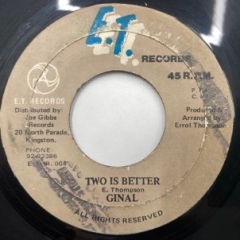 E.T.
RECORDS
45 R.P.M.
E.T. RECORDS
Distributed by:
Joe Gibbs
Records
20 North Parade,
Kingston.
PHONE:
Produced &
Arranged by
Errol Thompson
TWO IS BETTER
E. Thompson
GINAL
ALL RIGHTS RESERVED